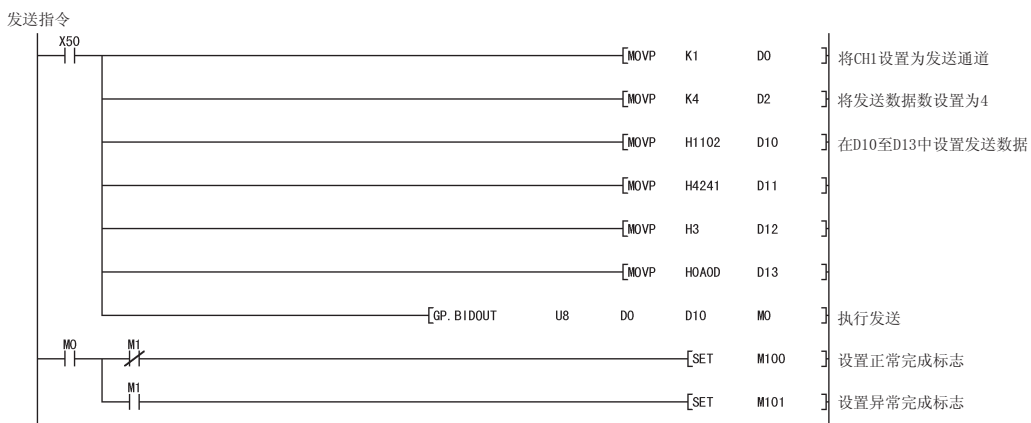 发送指令
X50
[MOVP K1 D0 ] 将CH1设置为发送通道
[MOVP K4 D2 ] 将发送数据数设置为4
[MOVP H1102 D10 ] 在D10至D13中设置发送数据
[MOVP H4241 D11 ]
[MOVP H3 D12 ]
[MOVP H0A0D D13 ]
[GP.BIDOUT U8 D0 D10 M0 ] 执行发送
M0 M1
[SET M100 ] 设置正常完成标志
M1
[SET M101 ] 设置异常完成标志